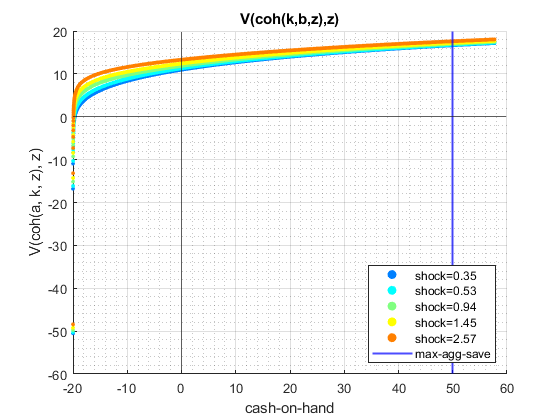 V(coh(k,b,z),z)
20
10
0
-10
-20
-30
-40
-50
-60
V(coh(a, k, z), z)
shock=0.35
shock=0.53
shock=0.94
shock=1.45
shock=2.57
max-agg-save
-20
-10
0
10
20
30
40
50
60
cash-on-hand